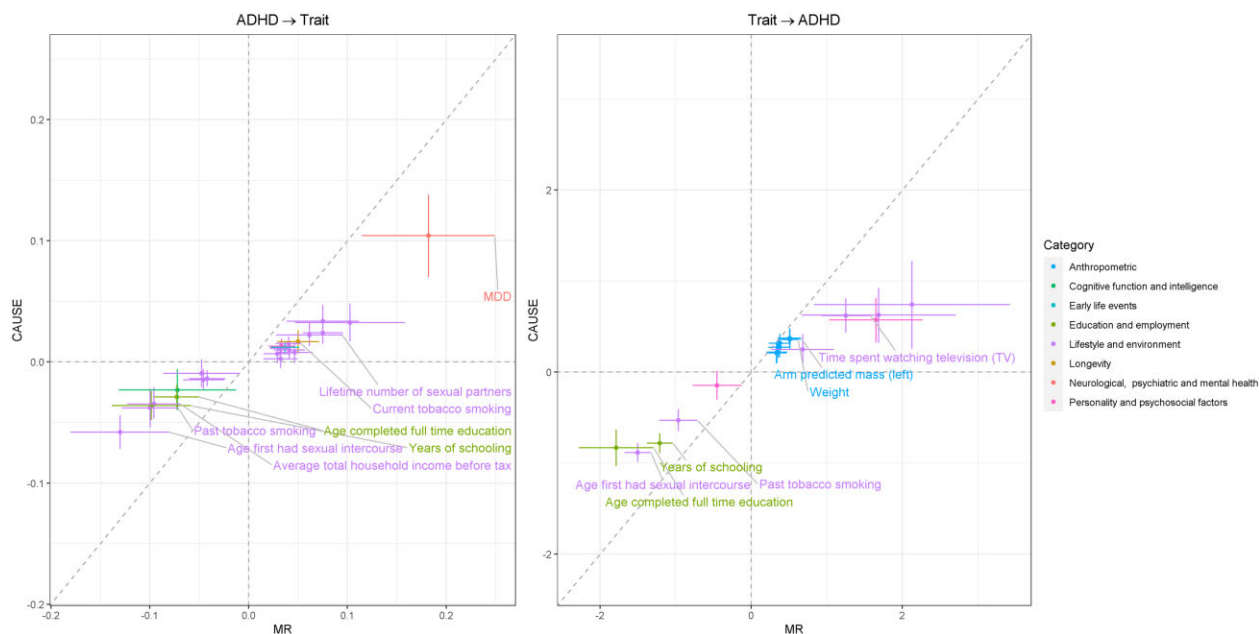 ADHD → Trait
CAUSE
0.2
0.1
0.0
-0.1
-0.2
MDD
Lifetime number of sexual partners
Current tobacco smoking
Past tobacco smoking
Age completed full time education
Age first had sexual intercourse
Years of schooling
Average total household income before tax
-0.2
-0.1
0.0
0.1
0.2
MR
Trait → ADHD
CAUSE
2
0
-2
Time spent watching television (TV)
Arm predicted mass (left)
Weight
Years of schooling
Age first had sexual intercourse
Past tobacco smoking
Age completed full time education
-2
0
2
MR
Category
Anthropometric
Cognitive function and intelligence
Early life events
Education and employment
Lifestyle and environment
Longevity
Neurological, psychiatric and mental health
Personality and psychosocial factors